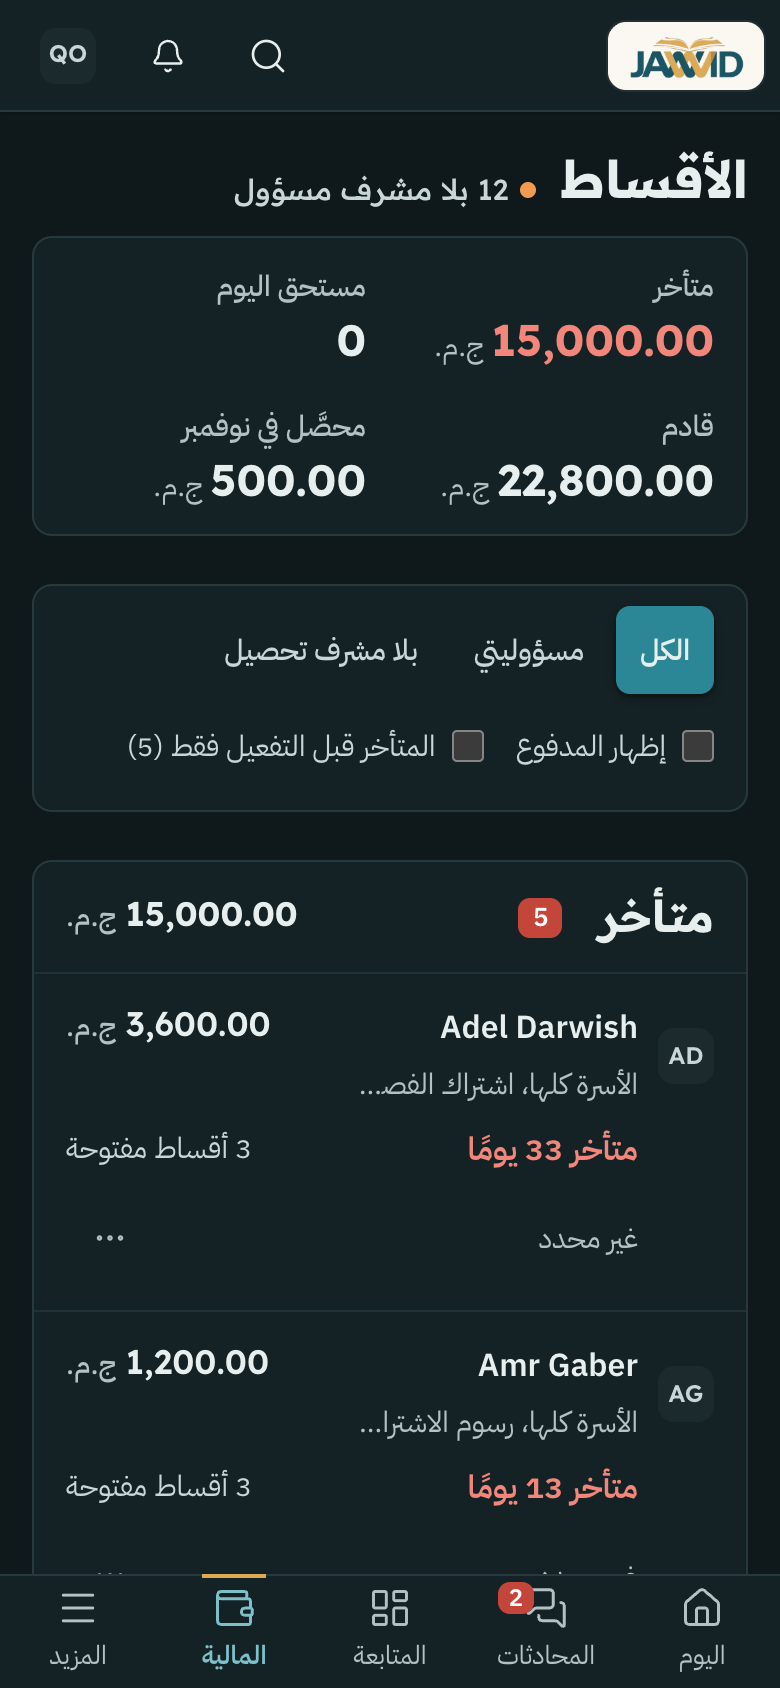 JAWWID
QO
الأقساط
12 بلا مشرف مسؤول
متأخر
15,000.00 ج.م.
مستحق اليوم
0
قادم
22,800.00 ج.م.
محصَّل في نوفمبر
500.00 ج.م.
الكل
مسؤوليتي
بلا مشرف تحصيل
إظهار المدفوع
المتأخر قبل التفعيل فقط (5)
متأخر
5
15,000.00 ج.م.
AD
Adel Darwish
3,600.00 ج.م.
الأسرة كلها، اشتراك الفصـ...
متأخر 33 يومًا
3 أقساط مفتوحة
غير محدد
AG
Amr Gaber
1,200.00 ج.م.
الأسرة كلها، رسوم الاشترا...
متأخر 13 يومًا
3 أقساط مفتوحة
اليوم
2
المحادثات
المتابعة
المالية
المزيد